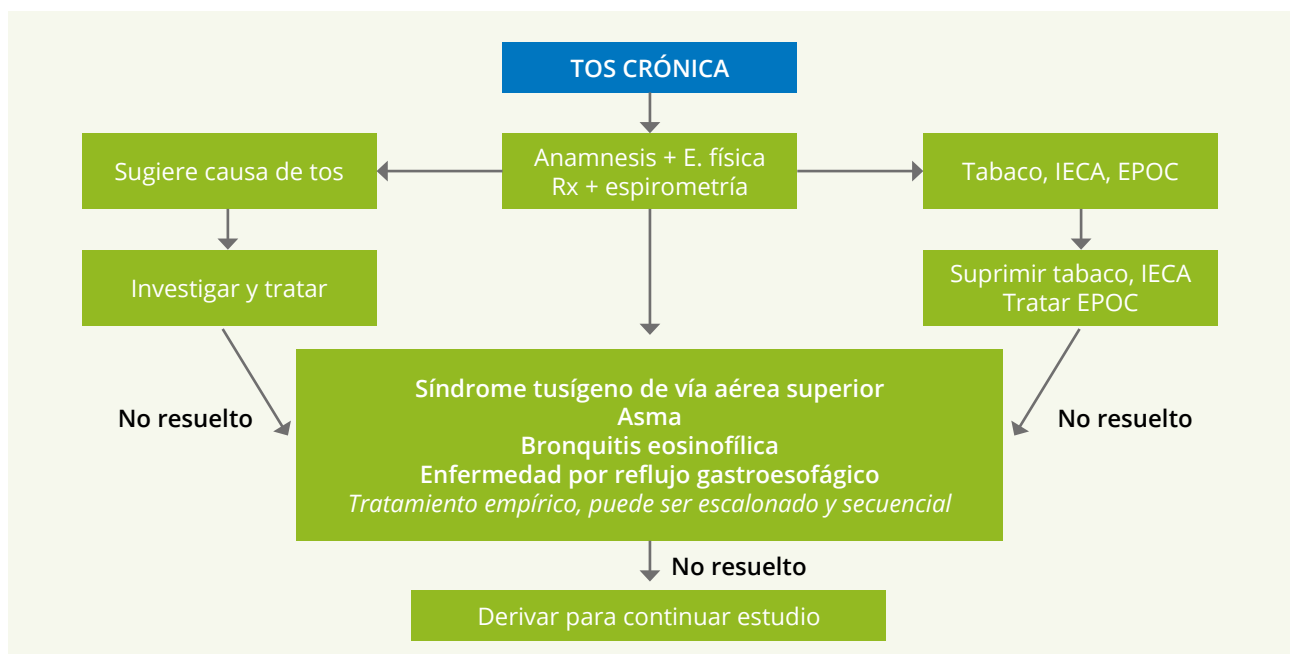 TOS CRÓNICA
Sugiere causa de tos
Anamnesis + E. física
Rx + espirometría
Tabaco, IECA, EPOC
Investigar y tratar
Suprimir tabaco, IECA
Tratar EPOC
No resuelto
Síndrome tusígeno de vía aérea superior
Asma
Bronquitis eosinofílica
Enfermedad por reflujo gastroesofágico
Tratamiento empírico, puede ser escalonado y secuencial
No resuelto
No resuelto
Derivar para continuar estudio